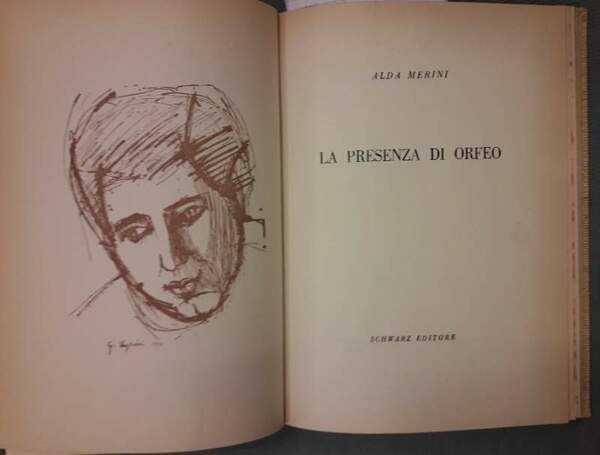 ALDA MERINI
LA PRESENZA DI ORFEO
SCHWARZ EDITORE